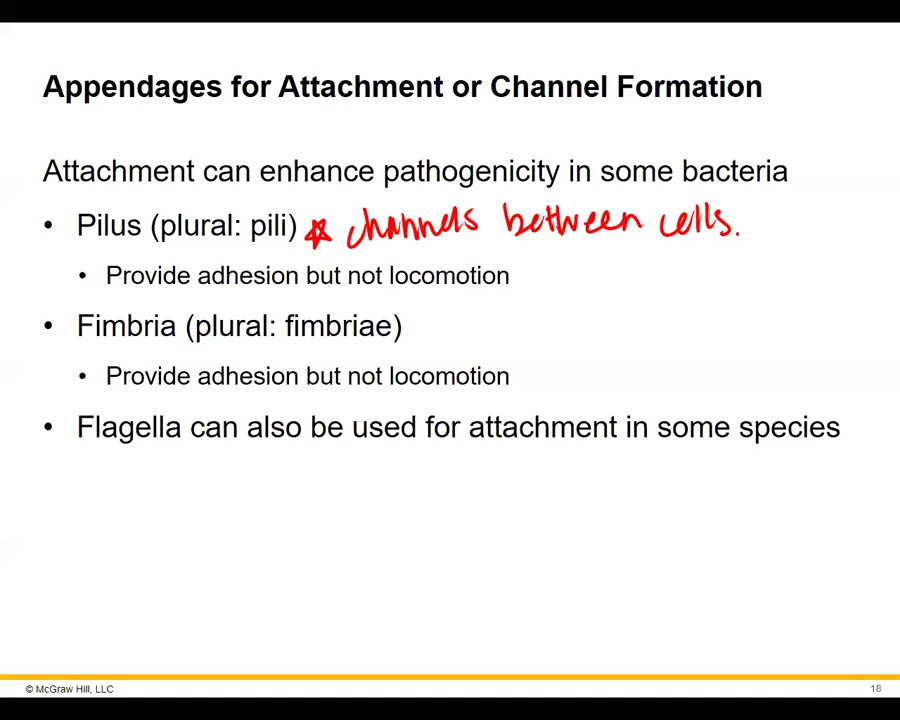 Appendages for Attachment or Channel Formation
Attachment can enhance pathogenicity in some bacteria
• Pilus (plural: pili) ☆ channels between cells.
• Provide adhesion but not locomotion
• Fimbria (plural: fimbriae)
• Provide adhesion but not locomotion
• Flagella can also be used for attachment in some species
© McGraw Hill, LLC
18